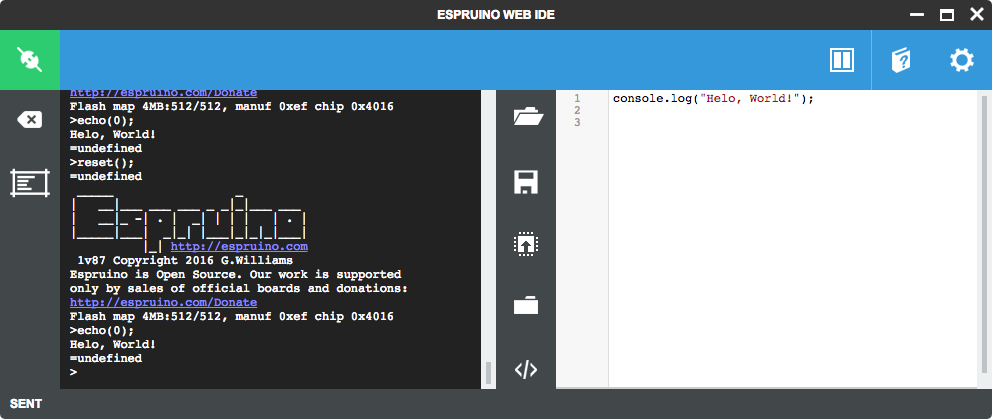 ESPRUINO WEB IDE
http://espruino.com/Donate
Flash map 4MB:512/512, manuf 0xef chip 0x4016
>echo(0);
Helo, World!
=undefined
>reset();
=undefined
Espruino
http://espruino.com
1v87 Copyright 2016 G.Williams
Espruino is Open Source. Our work is supported
only by sales of official boards and donations:
http://espruino.com/Donate
Flash map 4MB:512/512, manuf 0xef chip 0x4016
>echo(0);
Helo, World!
=undefined
>
1 console.log("Helo, World!");
2
3
SENT